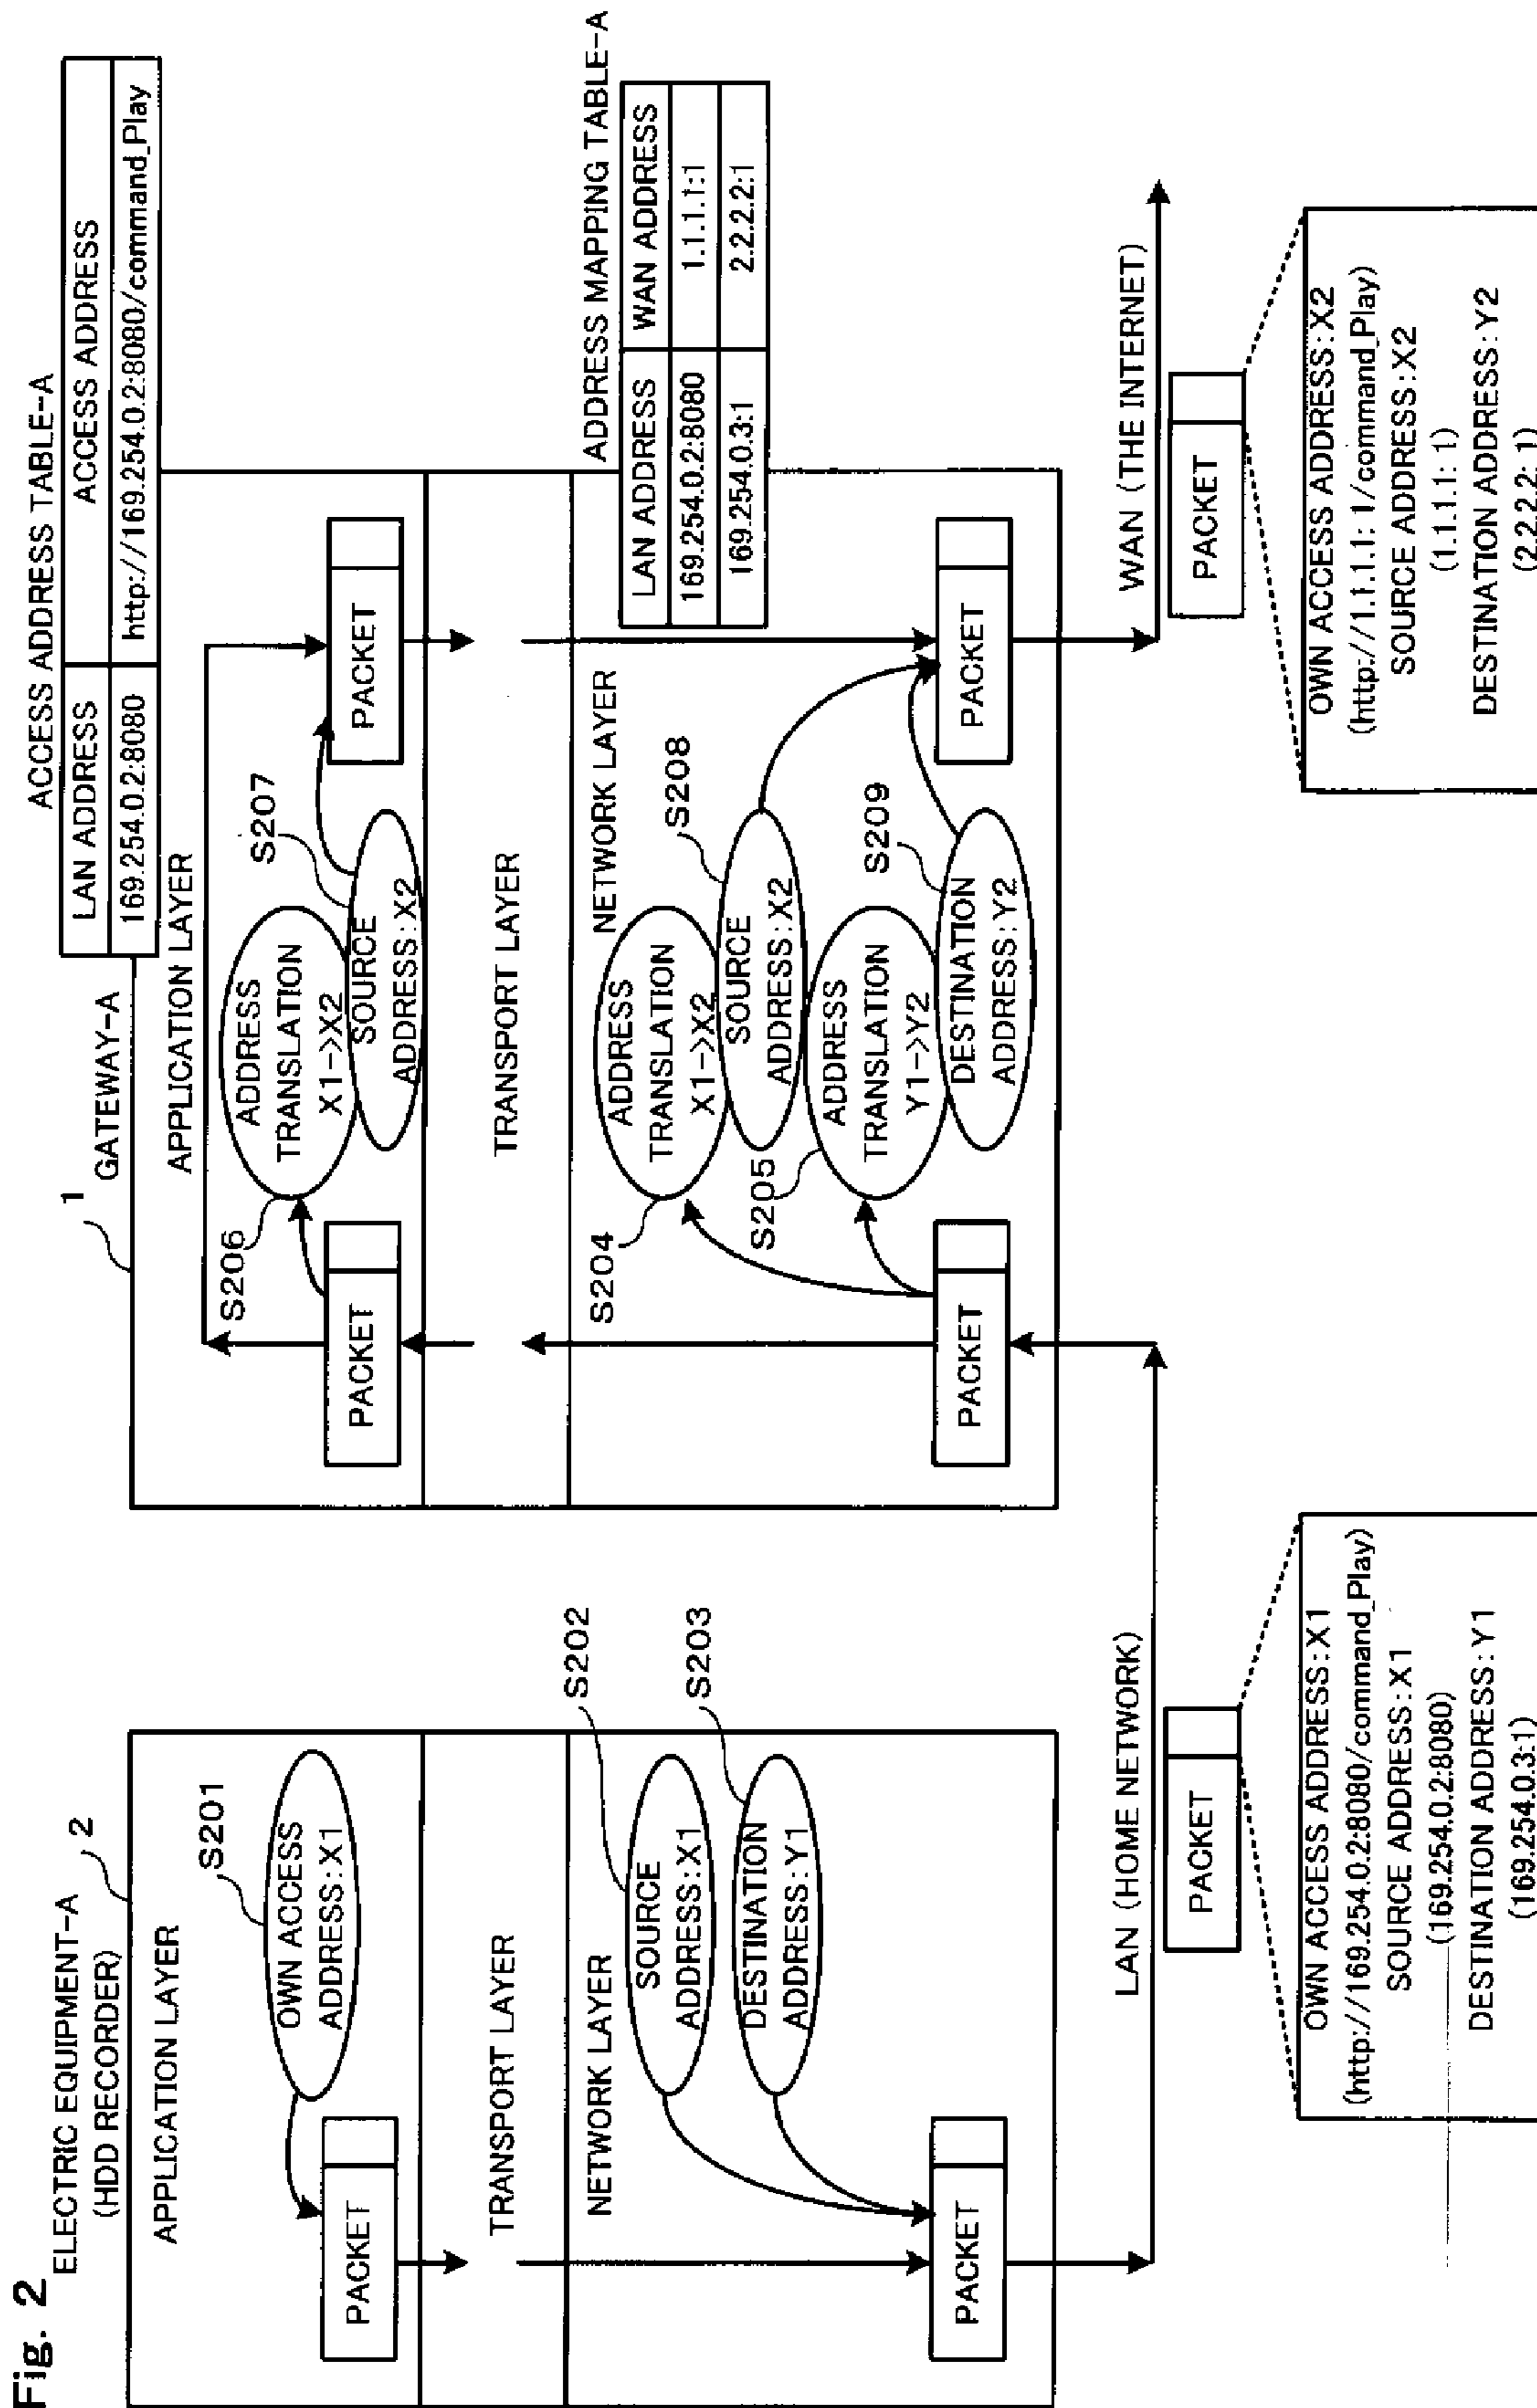 Fig. 2
ELECTRIC EQUIPMENT-A
(HDD RECORDER)
2
APPLICATION LAYER
S201
OWN ACCESS
ADDRESS:X1
PACKET
TRANSPORT LAYER
NETWORK LAYER
S202
SOURCE
ADDRESS:X1
S203
DESTINATION
ADDRESS:Y1
PACKET
LAN (HOME NETWORK)
PACKET
OWN ACCESS ADDRESS:X1
(http://169.254.0.2:8080/command_Play)
SOURCE ADDRESS:X1
(169.254.0.2:8080)
DESTINATION ADDRESS:Y1
(169.254.0.3:1)
1
GATEWAY-A
ACCESS ADDRESS TABLE-A
LAN ADDRESS ACCESS ADDRESS
169.254.0.2:8080 http://169.254.0.2:8080/command_Play
APPLICATION LAYER
S206
ADDRESS
TRANSLATION
X1->X2
S207
SOURCE
ADDRESS:X2
PACKET
PACKET
TRANSPORT LAYER
NETWORK LAYER
ADDRESS MAPPING TABLE-A
LAN ADDRESS WAN ADDRESS
169.254.0.2:8080 1.1.1.1:1
169.254.0.3:1 2.2.2.2:1
S204
ADDRESS
TRANSLATION
X1->X2
S208
SOURCE
ADDRESS:X2
S205
ADDRESS
TRANSLATION
Y1->Y2
S209
DESTINATION
ADDRESS:Y2
PACKET
PACKET
WAN (THE INTERNET)
PACKET
OWN ACCESS ADDRESS:X2
(http://1.1.1.1: 1/command_Play)
SOURCE ADDRESS:X2
(1.1.1.1: 1)
DESTINATION ADDRESS:Y2
(2.2.2.2: 1)